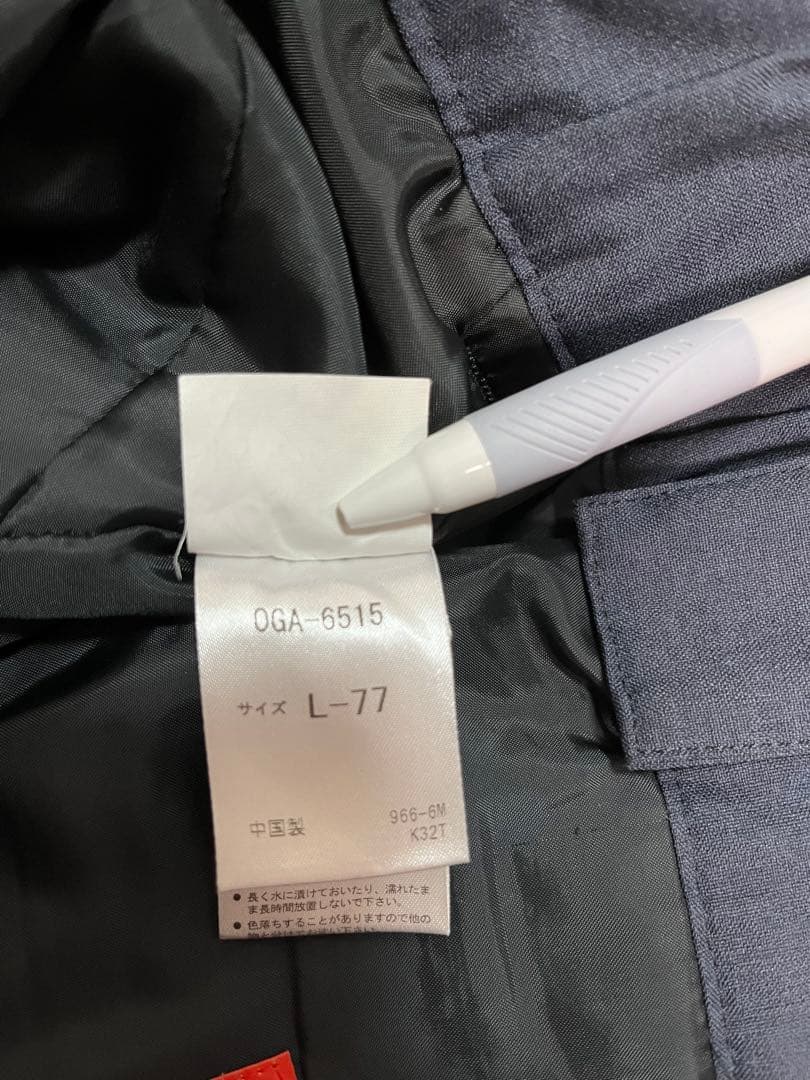 OGA-6515
サイズ L-77
966-6M
中国製 K32T
● 長く水に漬けておいたり、濡れたま
ま長時間放置しないで下さい。
● 色落ちすることがありますので他の